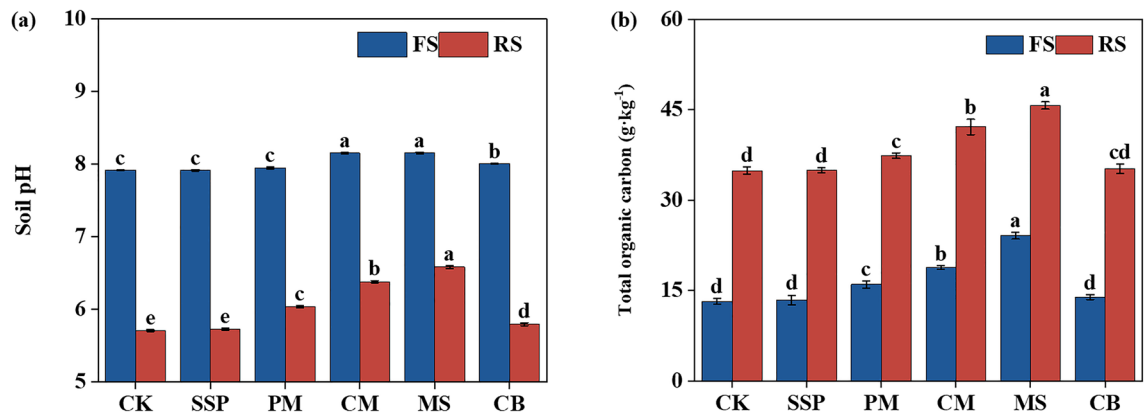 (a)
10
9
8
7
6
5
Soil pH
FS RS
c c c a a b
e e c b a d
CK SSP PM CM MS CB
(b)
60
45
30
15
0
Total organic carbon (g·kg⁻¹)
FS RS
d d c b a cd
d d c b a d
CK SSP PM CM MS CB